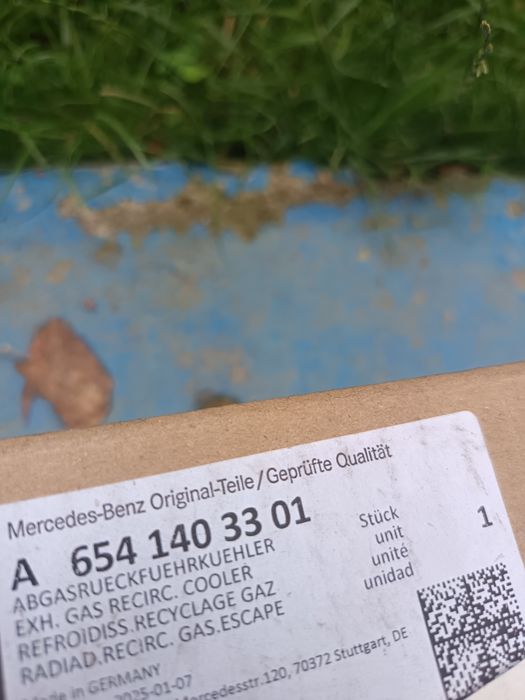 Mercedes-Benz Original-Teile / Geprüfte Qualität
A 654 140 33 01
ABGASRUECKFUEHRKUEHLER
EXH. GAS RECIRC. COOLER
REFROIDISS.RECYCLAGE GAZ
RADIAD.RECIRC. GAS.ESCAPE
Stück 1
unit
unité
unidad
Made in GERMANY
2025-01-07
Mercedesstr.120, 70372 Stuttgart, DE